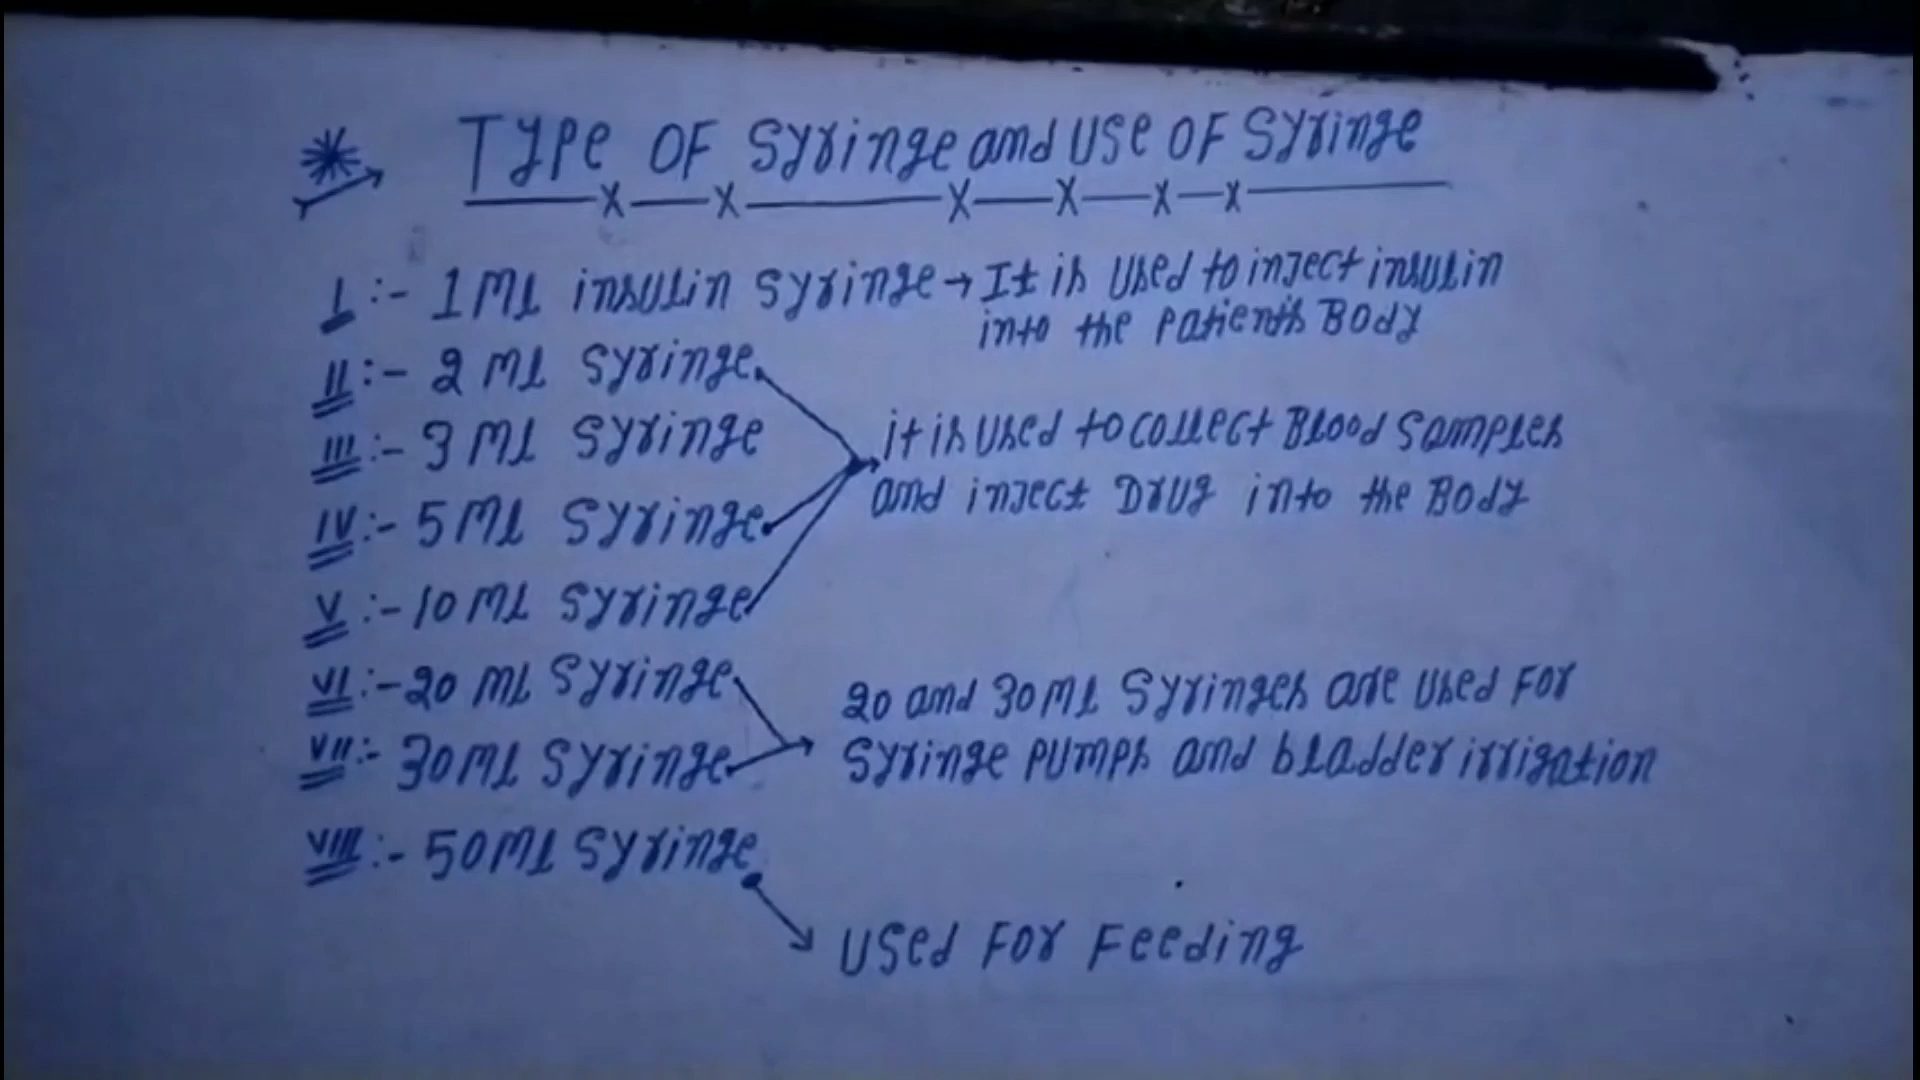 Type of Syringe and Use of Syringe
I:- 1 Ml insulin Syringe → It is used to inject insulin
into the Patient's Body
II:- 2 Ml Syringe
III:- 3 Ml Syringe
it is used to collect Blood Samples
and inject Drug into the Body
IV:- 5 Ml Syringe
V:- 10 Ml Syringe
VI:- 20 Ml Syringe
VII:- 30 Ml Syringe
20 and 30 Ml Syringes are used For
Syringe Pumps and bladder irrigation
VIII:- 50 Ml Syringe
Used For Feeding